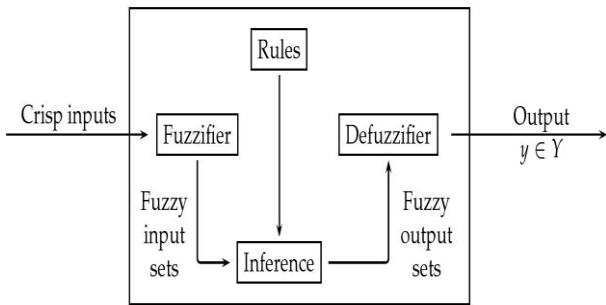 Rules
Crisp inputs
Fuzzifier
Defuzzifier
Output
y ∈ Y
Fuzzy
input
sets
Inference
Fuzzy
output
sets